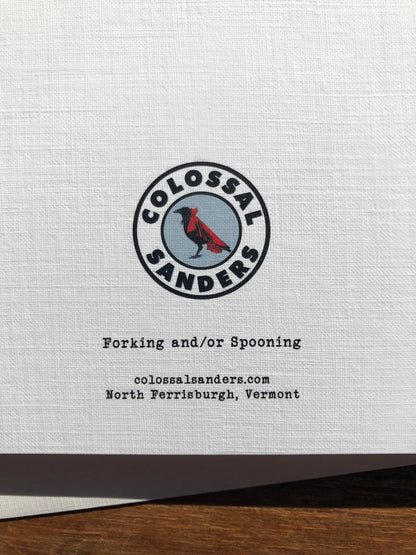 COLOSSAL
SANDERS
Forking and/or Spooning
colossalsanders.com
North Ferrisburgh, Vermont